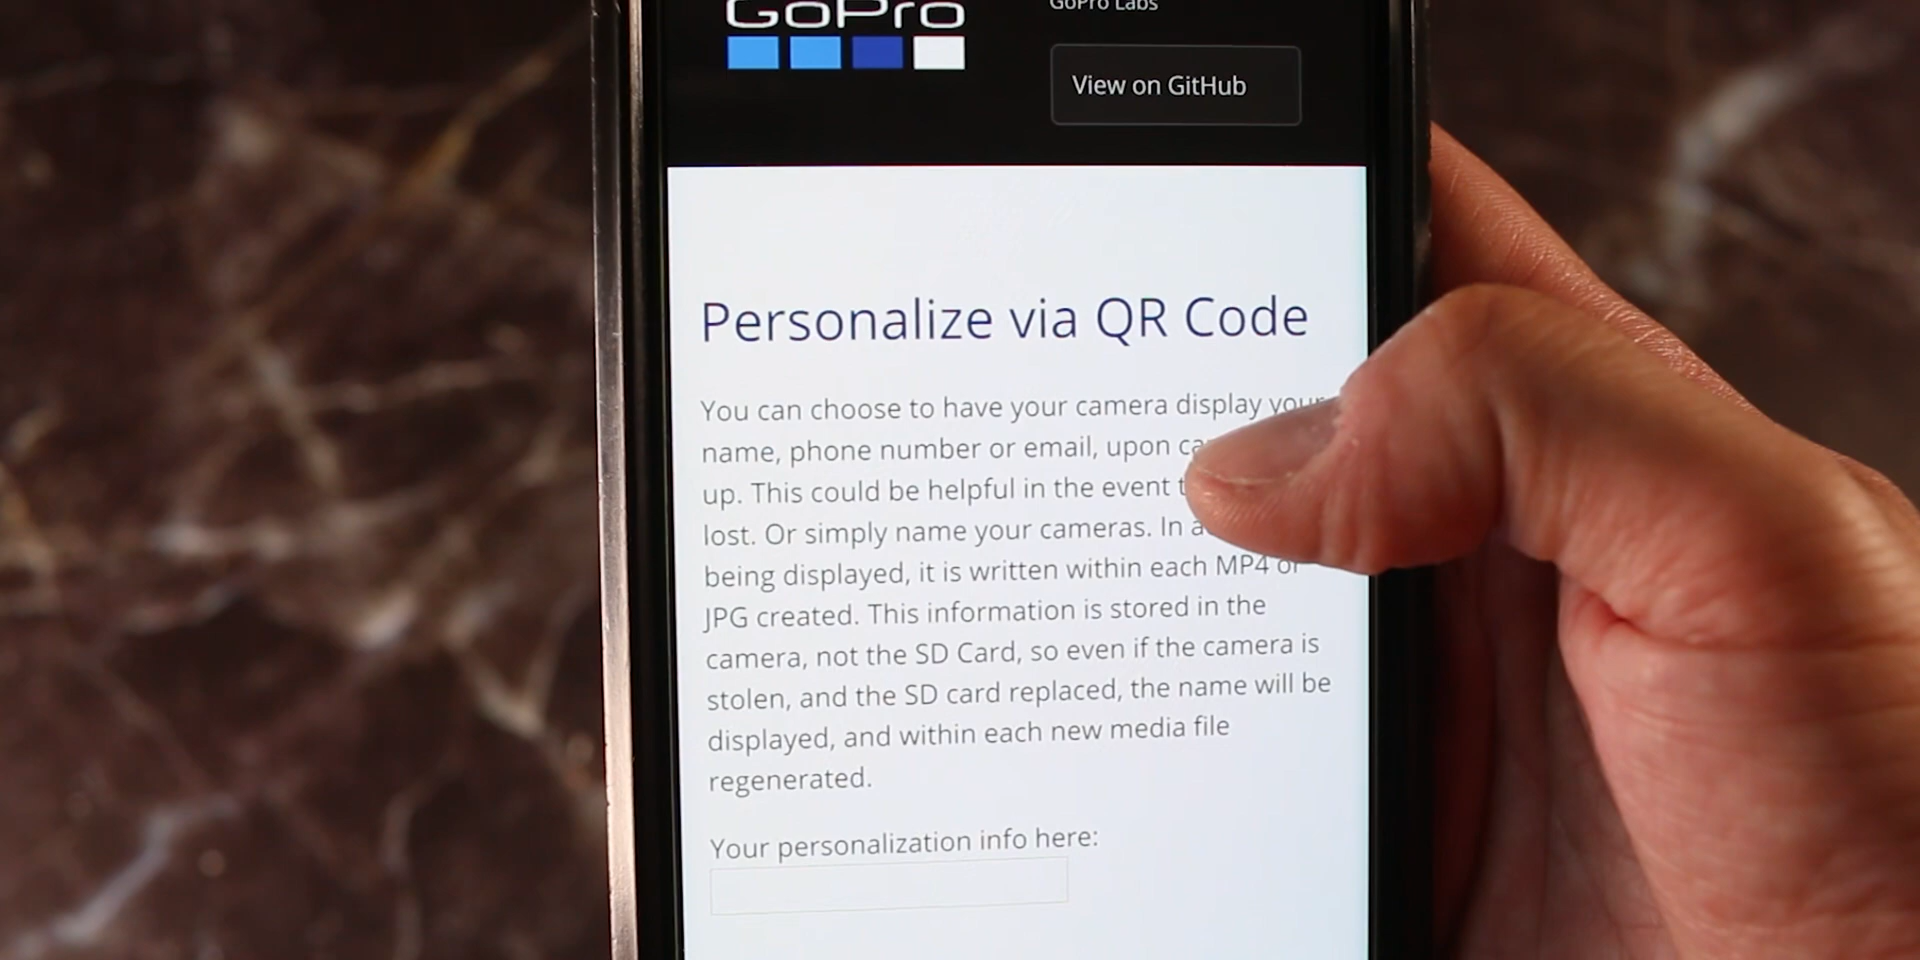 GoPro
GoPro Labs
View on GitHub
Personalize via QR Code
You can choose to have your camera display your
name, phone number or email, upon
up. This could be helpful in the event
lost. Or simply name your cameras. In
being displayed, it is written within each MP4 or
JPG created. This information is stored in the
camera, not the SD Card, so even if the camera is
stolen, and the SD card replaced, the name will be
displayed, and within each new media file
regenerated.
Your personalization info here: